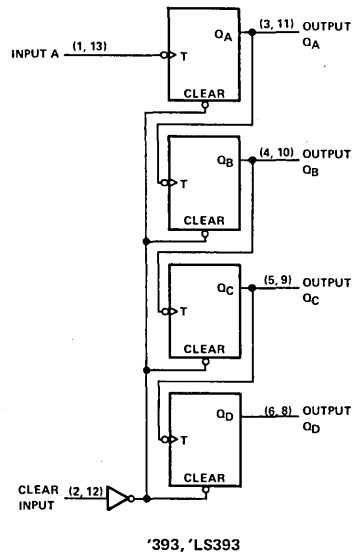 QA (3, 11) OUTPUT
QA
INPUT A (1, 13)
T
CLEAR
QB (4, 10) OUTPUT
QB
T
CLEAR
QC (5, 9) OUTPUT
QC
T
CLEAR
QD (6, 8) OUTPUT
QD
T
CLEAR
CLEAR (2, 12)
INPUT
'393, 'LS393